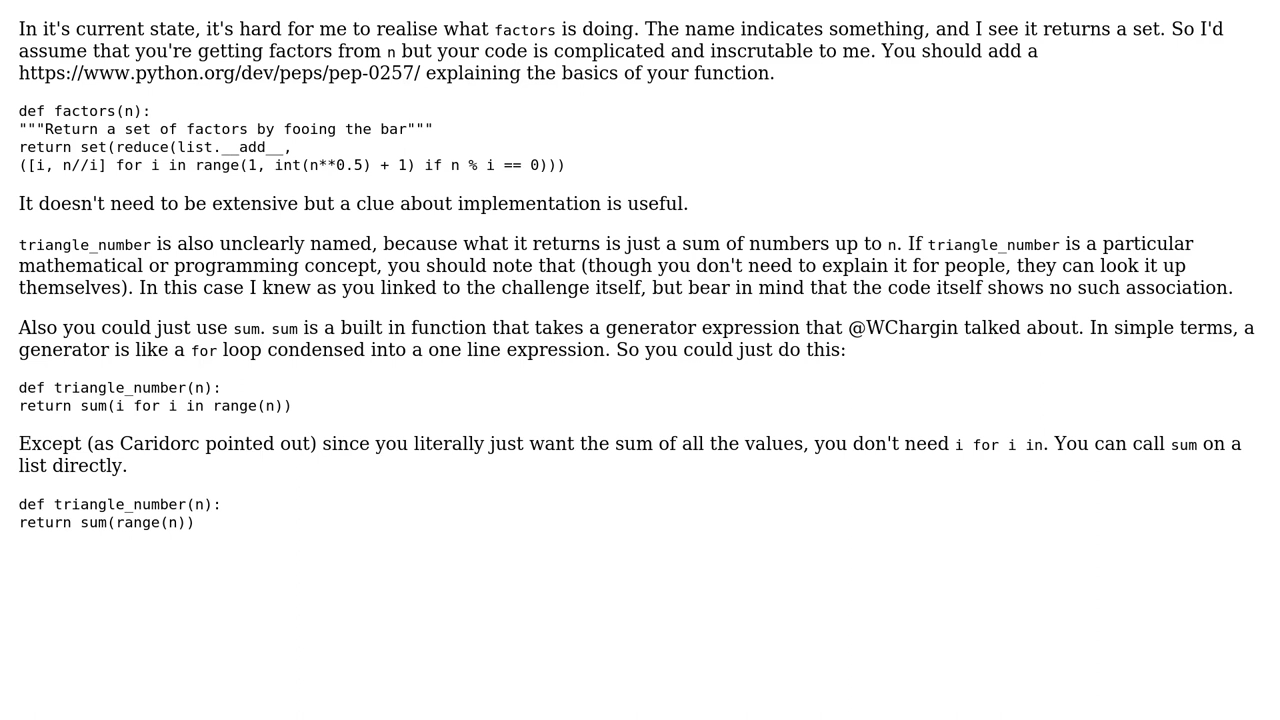 In it's current state, it's hard for me to realise what factors is doing. The name indicates something, and I see it returns a set. So I'd
assume that you're getting factors from n but your code is complicated and inscrutable to me. You should add a
https://www.python.org/dev/peps/pep-0257/ explaining the basics of your function.
def factors(n):
"""Return a set of factors by fooing the bar"""
return set(reduce(list.__add__,
([i, n//i] for i in range(1, int(n**0.5) + 1) if n % i == 0)))
It doesn't need to be extensive but a clue about implementation is useful.
triangle_number is also unclearly named, because what it returns is just a sum of numbers up to n. If triangle_number is a particular
mathematical or programming concept, you should note that (though you don't need to explain it for people, they can look it up
themselves). In this case I knew as you linked to the challenge itself, but bear in mind that the code itself shows no such association.
Also you could just use sum. sum is a built in function that takes a generator expression that @WChargin talked about. In simple terms, a
generator is like a for loop condensed into a one line expression. So you could just do this:
def triangle_number(n):
return sum(i for i in range(n))
Except (as Caridorc pointed out) since you literally just want the sum of all the values, you don't need i for i in. You can call sum on a
list directly.
def triangle_number(n):
return sum(range(n))